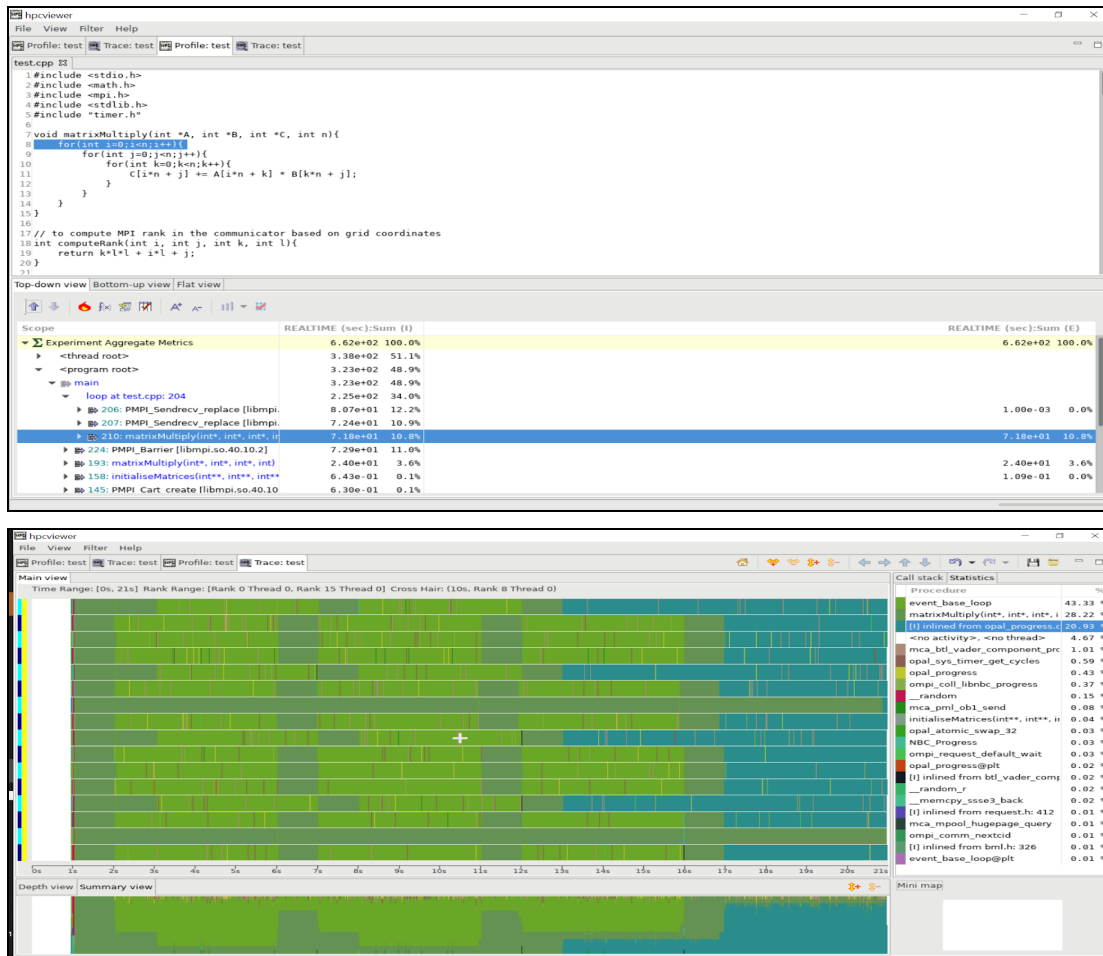 hpcviewer
File View Filter Help
Profile: test Trace: test Profile: test Trace: test
test.cpp
1 #include <stdio.h>
2 #include <math.h>
3 #include <mpi.h>
4 #include <stdlib.h>
5 #include "timer.h"
6
7 void matrixMultiply(int *A, int *B, int *C, int n){
8 for(int i=0;i<n;i++){
9 for(int j=0;j<n;j++){
10 for(int k=0;k<n;k++){
11 C[i*n + j] += A[i*n + k] * B[k*n + j];
12 }
13 }
14 }
15 }
16
17 // to compute MPI rank in the communicator based on grid coordinates
18 int computeRank(int i, int j, int k, int l){
19 return k*l*l + i*l + j;
20 }
21
Top-down view Bottom-up view Flat view
Scope REALTIME (sec):Sum (I) REALTIME (sec):Sum (E)
Experiment Aggregate Metrics 6.62e+02 100.0% 6.62e+02 100.0%
<thread root> 3.38e+02 51.1%
<program root> 3.23e+02 48.9%
main 3.23e+02 48.9%
loop at test.cpp: 204 2.25e+02 34.0%
206: PMPI_Sendrecv_replace [libmpi. 8.07e+01 12.2% 1.00e-03 0.0%
207: PMPI_Sendrecv_replace [libmpi. 7.24e+01 10.9%
210: matrixMultiply(int*, int*, int*, in 7.18e+01 10.8% 7.18e+01 10.8%
224: PMPI_Barrier [libmpi.so.40.10.2] 7.29e+01 11.0%
193: matrixMultiply(int*, int*, int*, int) 2.40e+01 3.6% 2.40e+01 3.6%
158: initialiseMatrices(int**, int**, int** 6.43e-01 0.1% 1.09e-01 0.0%
145: PMPI_Cart_create [libmpi.so.40.10 6.30e-01 0.1%
hpcviewer
File View Filter Help
Profile: test Trace: test Profile: test Trace: test
Main view
Time Range: [0s, 21s] Rank Range: [Rank 0 Thread 0, Rank 15 Thread 0] Cross Hair: (10s, Rank 8 Thread 0)
0s 1s 2s 3s 4s 5s 6s 7s 8s 9s 10s 11s 12s 13s 14s 15s 16s 17s 18s 19s 20s 21s
Depth view Summary view
Call stack Statistics
Procedure %
event_base_loop 43.33
matrixMultiply(int*, int*, int*, i 28.22
[I] inlined from opal_progress.c 20.93
<no activity>, <no thread> 4.67
mca_btl_vader_component_prc 1.01
opal_sys_timer_get_cycles 0.59
opal_progress 0.43
ompi_coll_libnbc_progress 0.37
__random 0.15
mca_pml_ob1_send 0.08
initialiseMatrices(int**, int**, in 0.04
opal_atomic_swap_32 0.03
NBC_Progress 0.03
ompi_request_default_wait 0.03
opal_progress@plt 0.02
[I] inlined from btl_vader_comp 0.02
__random_r 0.02
__memcpy_ssse3_back 0.02
[I] inlined from request.h: 412 0.01
mca_mpool_hugepage_query 0.01
ompi_comm_nextcid 0.01
[I] inlined from bml.h: 326 0.01
event_base_loop@plt 0.01
Mini map